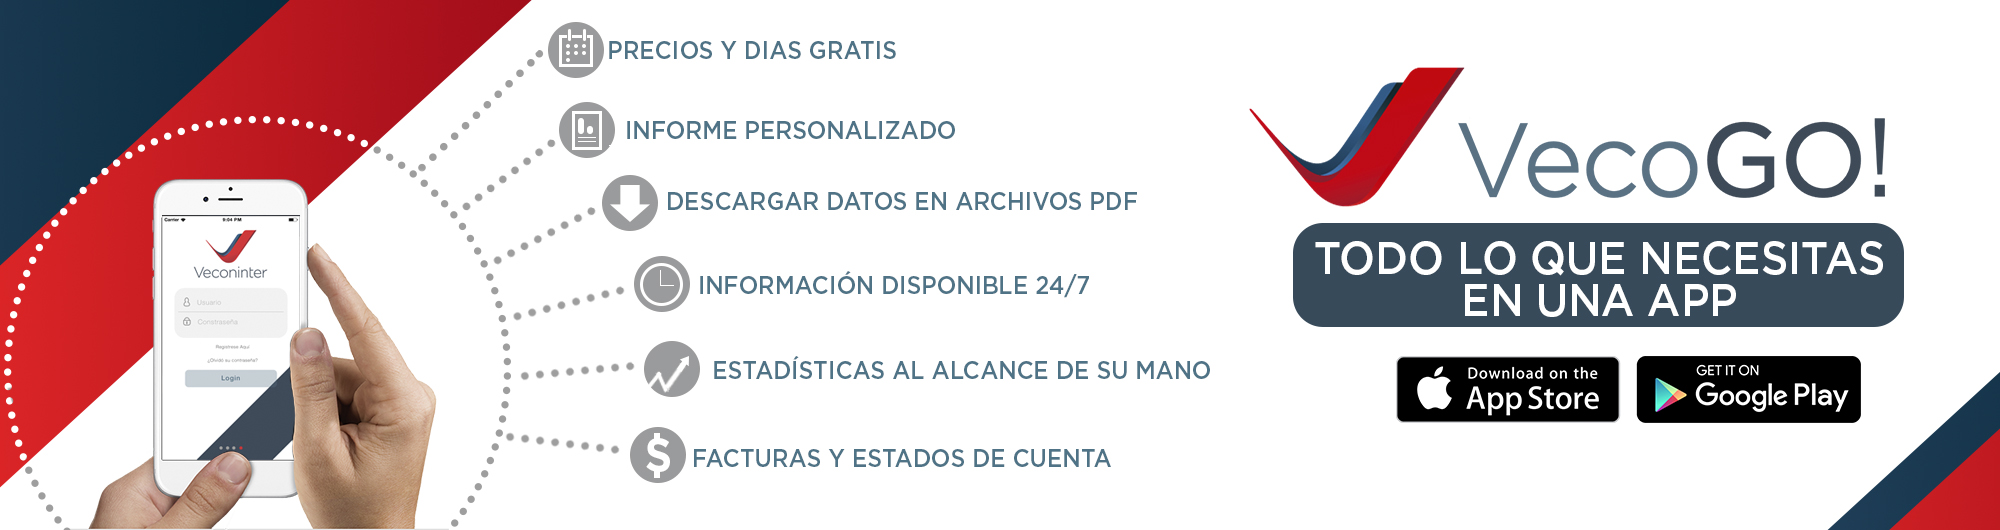 Carrier
9:04 PM
Veconinter
Usuario
Constraseña
Regístrese Aquí
¿Olvidó su contraseña?
Login
PRECIOS Y DIAS GRATIS
INFORME PERSONALIZADO
DESCARGAR DATOS EN ARCHIVOS PDF
INFORMACIÓN DISPONIBLE 24/7
ESTADÍSTICAS AL ALCANCE DE SU MANO
$
FACTURAS Y ESTADOS DE CUENTA
VecoGO!
TODO LO QUE NECESITAS
EN UNA APP
Download on the
App Store
GET IT ON
Google Play